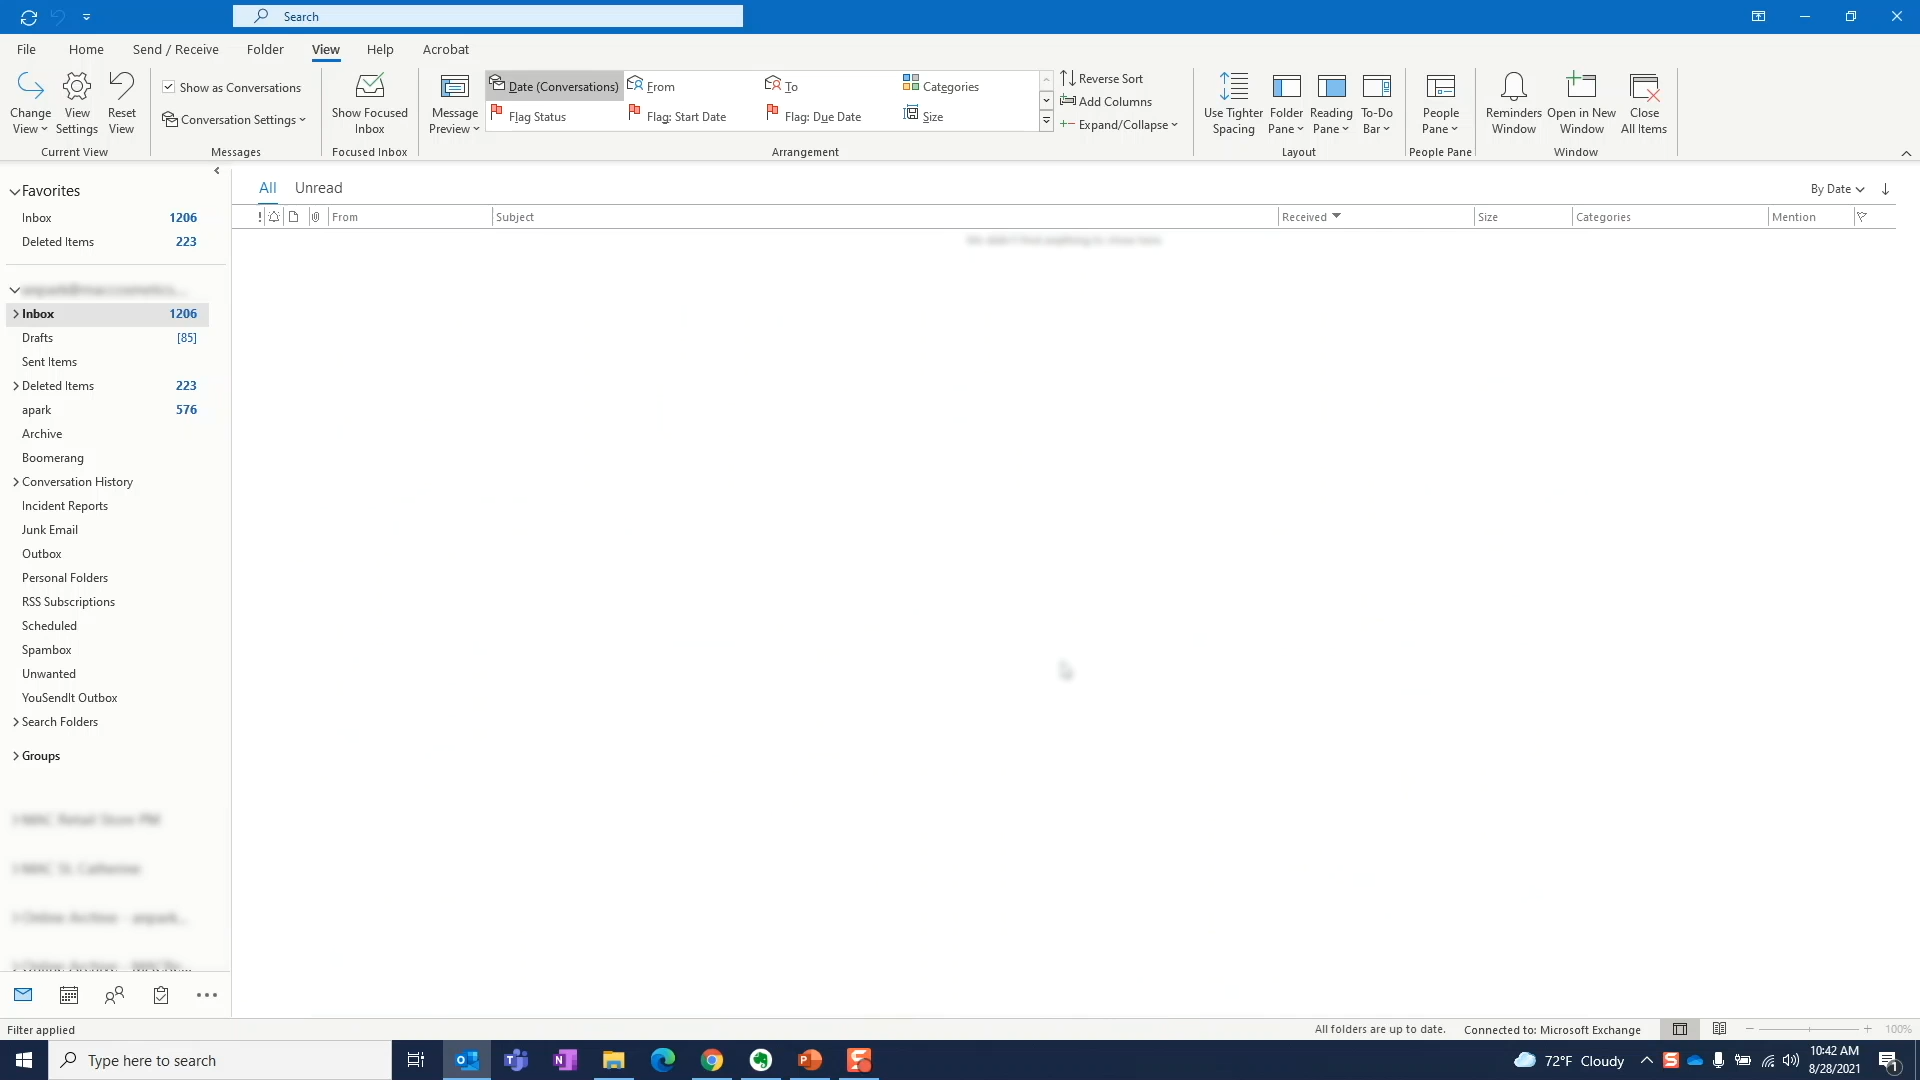 Search
File Home Send / Receive Folder View Help Acrobat
Change View View Settings Reset View
Current View
Show as Conversations
Conversation Settings
Messages
Show Focused Inbox
Focused Inbox
Message Preview
Date (Conversations) From To Categories
Flag Status Flag: Start Date Flag: Due Date Size
Reverse Sort
Add Columns
Expand/Collapse
Arrangement
Use Tighter Spacing Folder Pane Reading Pane To-Do Bar
Layout
People Pane
People Pane
Reminders Window Open in New Window Close All Items
Window
Favorites
Inbox 1206
Deleted Items 223
Inbox 1206
Drafts [85]
Sent Items
Deleted Items 223
apark 576
Archive
Boomerang
Conversation History
Incident Reports
Junk Email
Outbox
Personal Folders
RSS Subscriptions
Scheduled
Spambox
Unwanted
YouSendIt Outbox
Search Folders
Groups
All Unread By Date
! From Subject Received Size Categories Mention
Filter applied All folders are up to date. Connected to: Microsoft Exchange 100%
Type here to search 72°F Cloudy 10:42 AM
8/28/2021